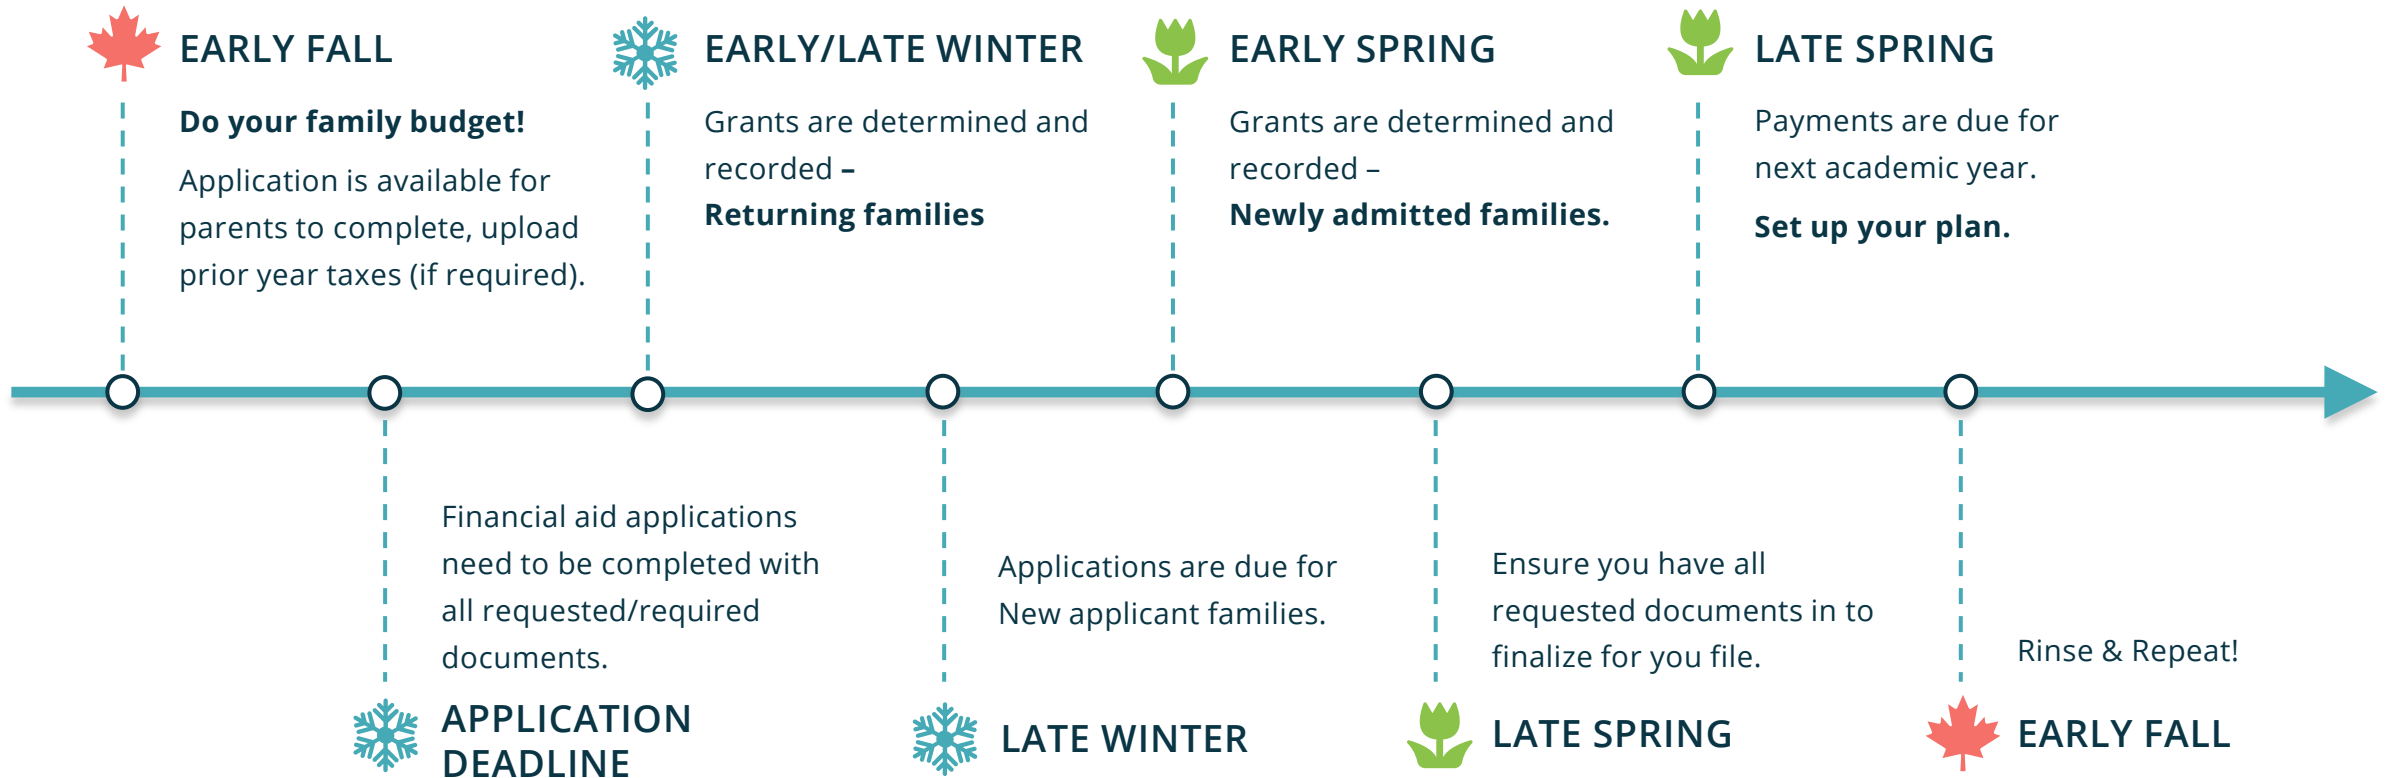 EARLY FALL
Do your family budget!
Application is available for
parents to complete, upload
prior year taxes (if required).
EARLY/LATE WINTER
Grants are determined and
recorded –
Returning families
EARLY SPRING
Grants are determined and
recorded –
Newly admitted families.
LATE SPRING
Payments are due for
next academic year.
Set up your plan.
Financial aid applications
need to be completed with
all requested/required
documents.
APPLICATION
DEADLINE
Applications are due for
New applicant families.
LATE WINTER
Ensure you have all
requested documents in to
finalize for you file.
LATE SPRING
Rinse & Repeat!
EARLY FALL